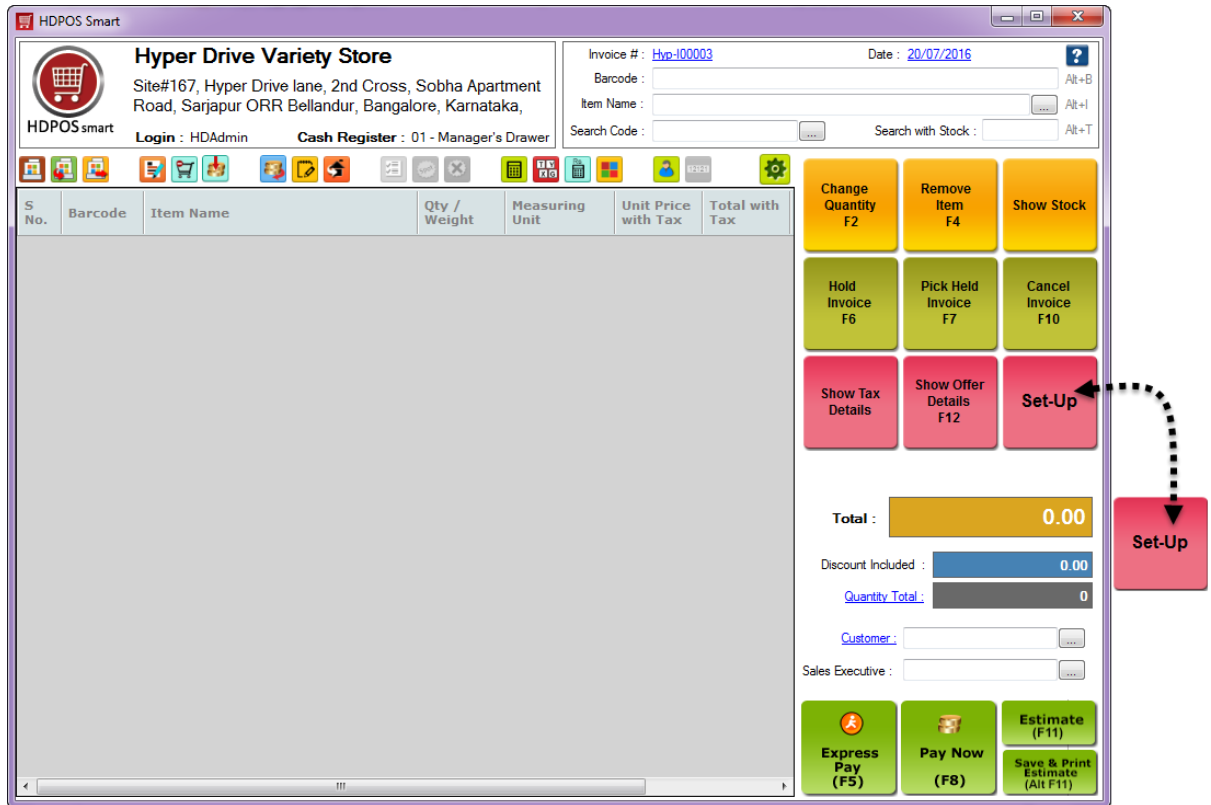 HDPOS Smart
HDPOS smart
Hyper Drive Variety Store
Site#167, Hyper Drive lane, 2nd Cross, Sobha Apartment
Road, Sarjapur ORR Bellandur, Bangalore, Karnataka,
Login : HDAdmin Cash Register : 01 - Manager's Drawer
Invoice # : Hyp-I00003 Date : 20/07/2016 ?
Barcode : Alt+B
Item Name : ... Alt+I
Search Code : ... Search with Stock : Alt+T
S No. Barcode Item Name Qty / Weight Measuring Unit Unit Price with Tax Total with Tax
Change
Quantity
F2
Remove
Item
F4
Show Stock
Hold
Invoice
F6
Pick Held
Invoice
F7
Cancel
Invoice
F10
Show Tax
Details
Show Offer
Details
F12
Set-Up
Set-Up
Total : 0.00
Discount Included : 0.00
Quantity Total : 0
Customer : ...
Sales Executive : ...
Express
Pay
(F5)
Pay Now
(F8)
Estimate
(F11)
Save & Print
Estimate
(Alt F11)